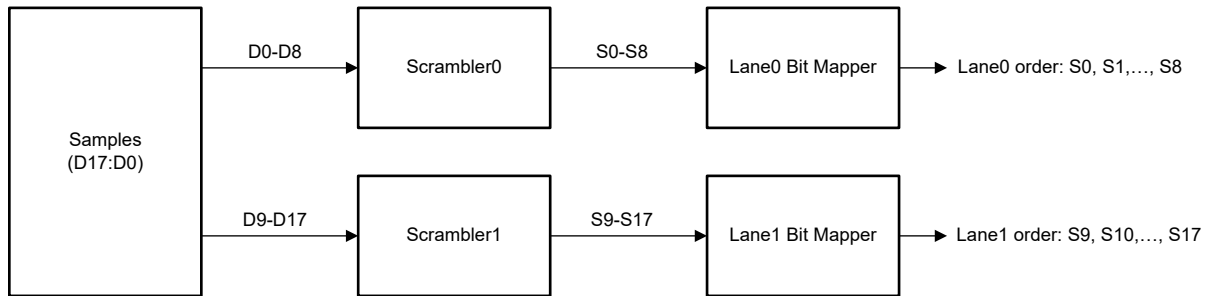 D0-D8
Scrambler0
S0-S8
Lane0 Bit Mapper
Lane0 order: S0, S1,…, S8
Samples
(D17:D0)
D9-D17
Scrambler1
S9-S17
Lane1 Bit Mapper
Lane1 order: S9, S10,…, S17